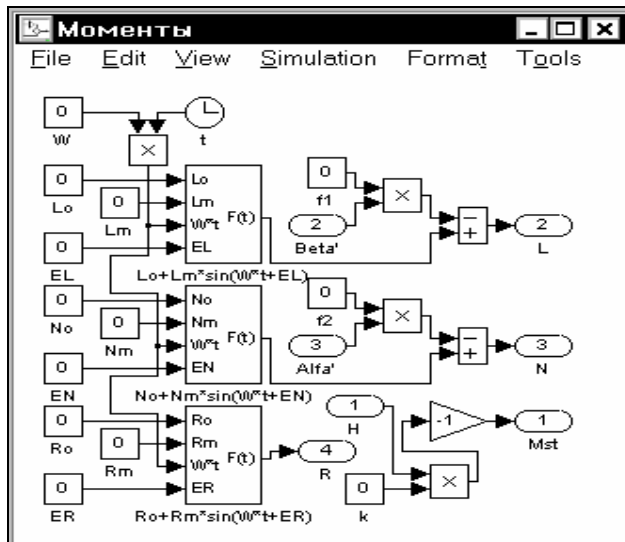 Моменты
File Edit View Simulation Format Tools
0
W
t
×
0
Lo
0
Lm
Lo
Lm
W*t
EL
F(t)
0
EL
Lo+Lm*sin(W*t+EL)
0
f1
×
2
Beta'
−
+
2
L
0
No
0
Nm
No
Nm
W*t
EN
F(t)
0
EN
No+Nm*sin(W*t+EN)
0
f2
×
3
Alfa'
−
+
3
N
0
Ro
0
Rm
Ro
Rm
W*t
ER
F(t)
0
ER
Ro+Rm*sin(W*t+ER)
4
R
1
H
0
k
×
-1
1
Mst